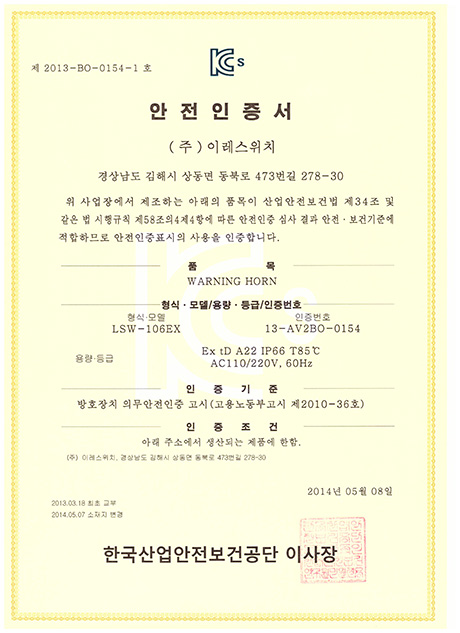 제 2013-BO-0154-1 호
KCs
안전인증서
(주)이레스위치
경상남도 김해시 상동면 동북로 473번길 278-30
위 사업장에서 제조하는 아래의 품목이 산업안전보건법 제34조 및
같은 법 시행규칙 제58조의4제4항에 따른 안전인증 심사 결과 안전·보건기준에
적합하므로 안전인증표시의 사용을 인증합니다.
품 목
WARNING HORN
형식·모델/용량·등급/인증번호
형식·모델 인증번호
LSW-106EX 13-AV2BO-0154
용량·등급 Ex tD A22 IP66 T85℃
AC110/220V, 60Hz
인 증 기 준
방호장치 의무안전인증 고시(고용노동부고시 제2010-36호)
인 증 조 건
아래 주소에서 생산되는 제품에 한함.
(주) 이레스위치, 경상남도 김해시 상동면 동북로 473번길 278-30
2014년 05월 08일
2013.03.18 최초 교부
2014.05.07 소재지 변경
한국산업안전보건공단 이사장